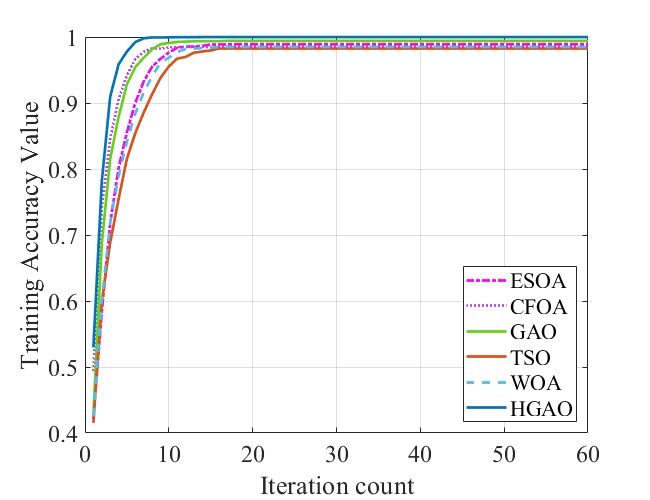 Training Accuracy Value
1
0.9
0.8
0.7
0.6
0.5
0.4
0 10 20 30 40 50 60
Iteration count
ESOA
CFOA
GAO
TSO
WOA
HGAO